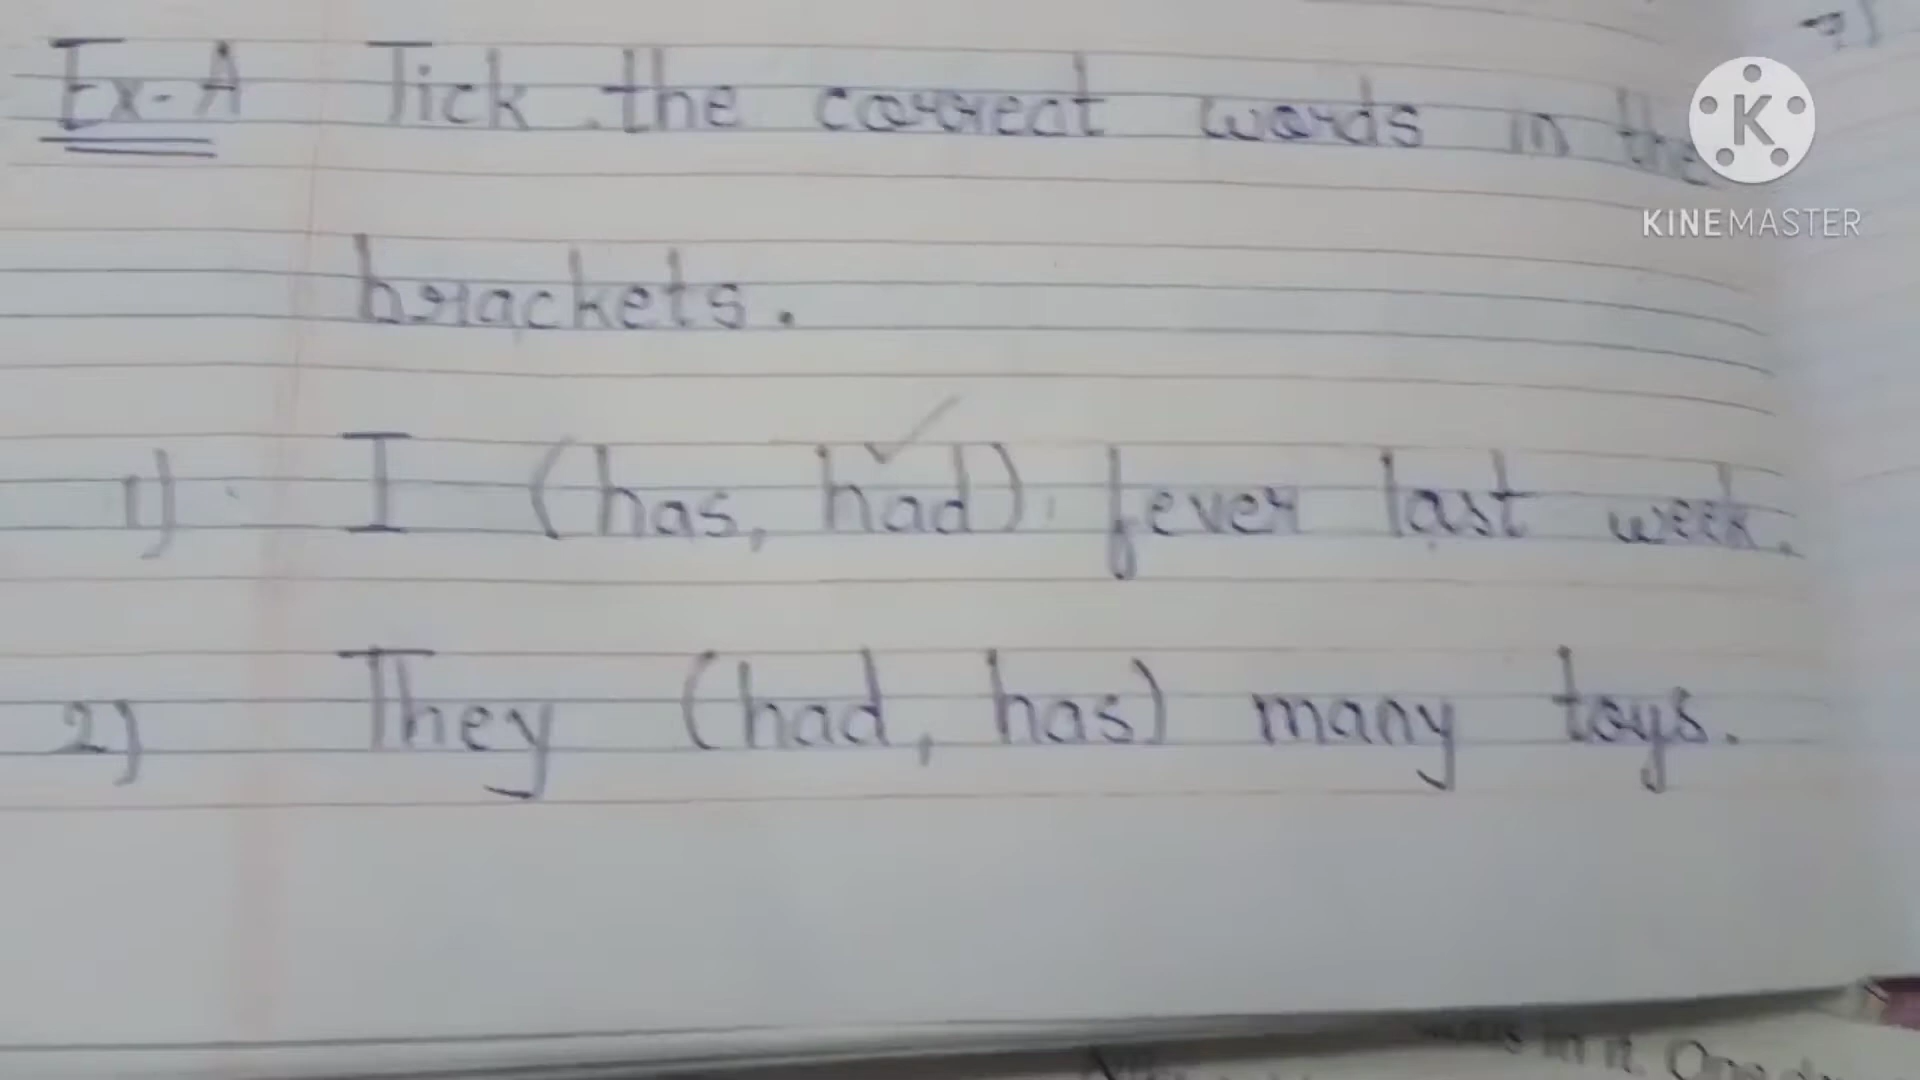 Ex-A Tick the correct words in the
brackets.
1) I (has, had) fever last week.
2) They (had, has) many toys.
K
KINEMASTER